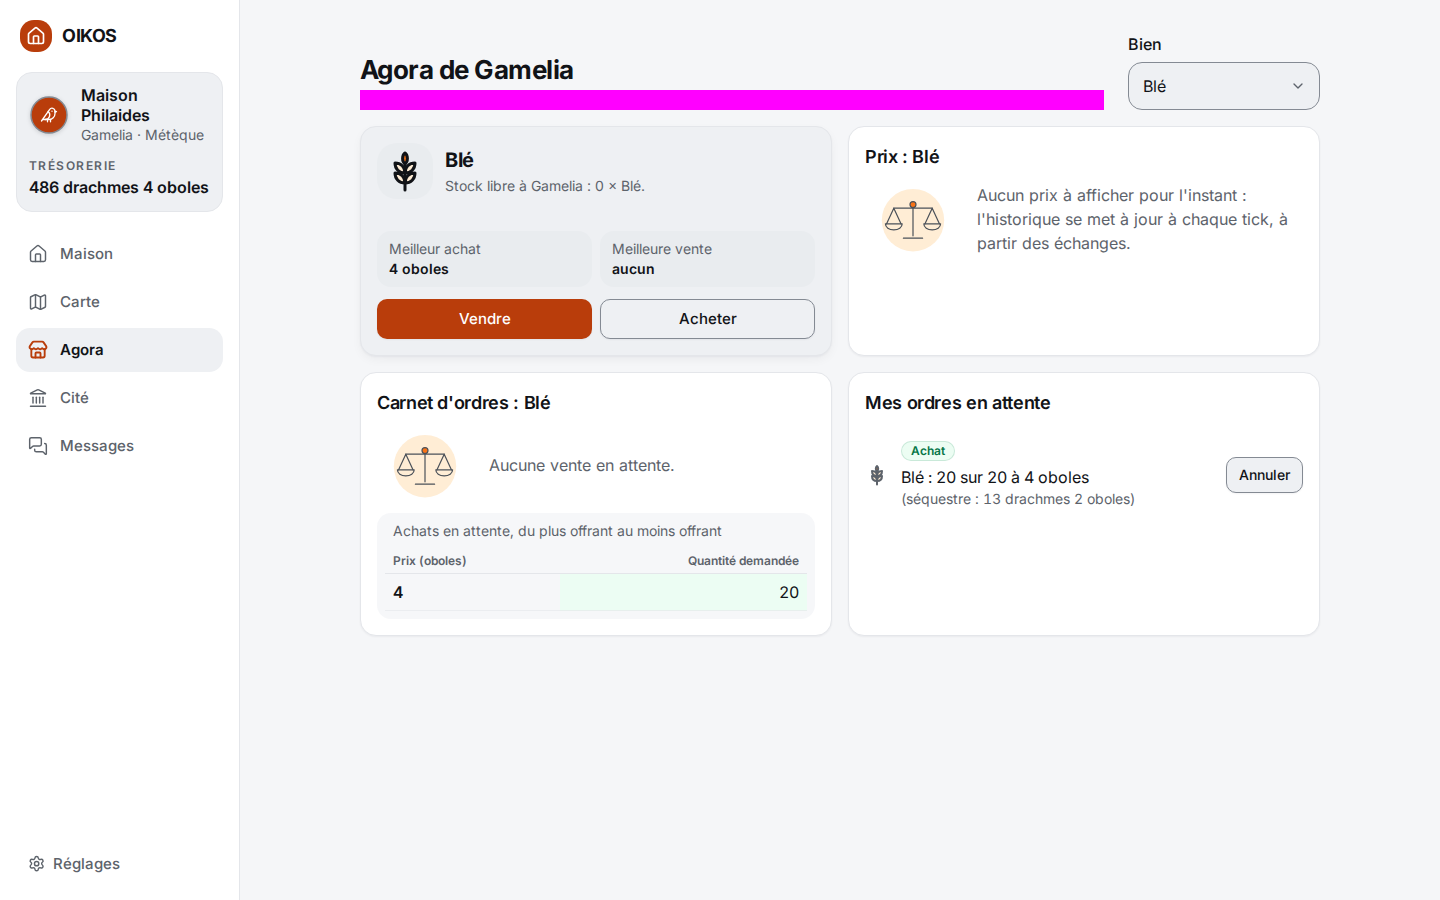 OIKOS
Maison
Philaides
Gamelia · Métèque
TRÉSORERIE
486 drachmes 4 oboles
Maison
Carte
Agora
Cité
Messages
Réglages
Agora de Gamelia
Bien
Blé
Blé
Stock libre à Gamelia : 0 × Blé.
Meilleur achat
4 oboles
Meilleure vente
aucun
Vendre
Acheter
Prix : Blé
Aucun prix à afficher pour l'instant :
l'historique se met à jour à chaque tick, à
partir des échanges.
Carnet d'ordres : Blé
Aucune vente en attente.
Achats en attente, du plus offrant au moins offrant
Prix (oboles) Quantité demandée
4 20
Mes ordres en attente
Achat
Blé : 20 sur 20 à 4 oboles
(séquestre : 13 drachmes 2 oboles)
Annuler